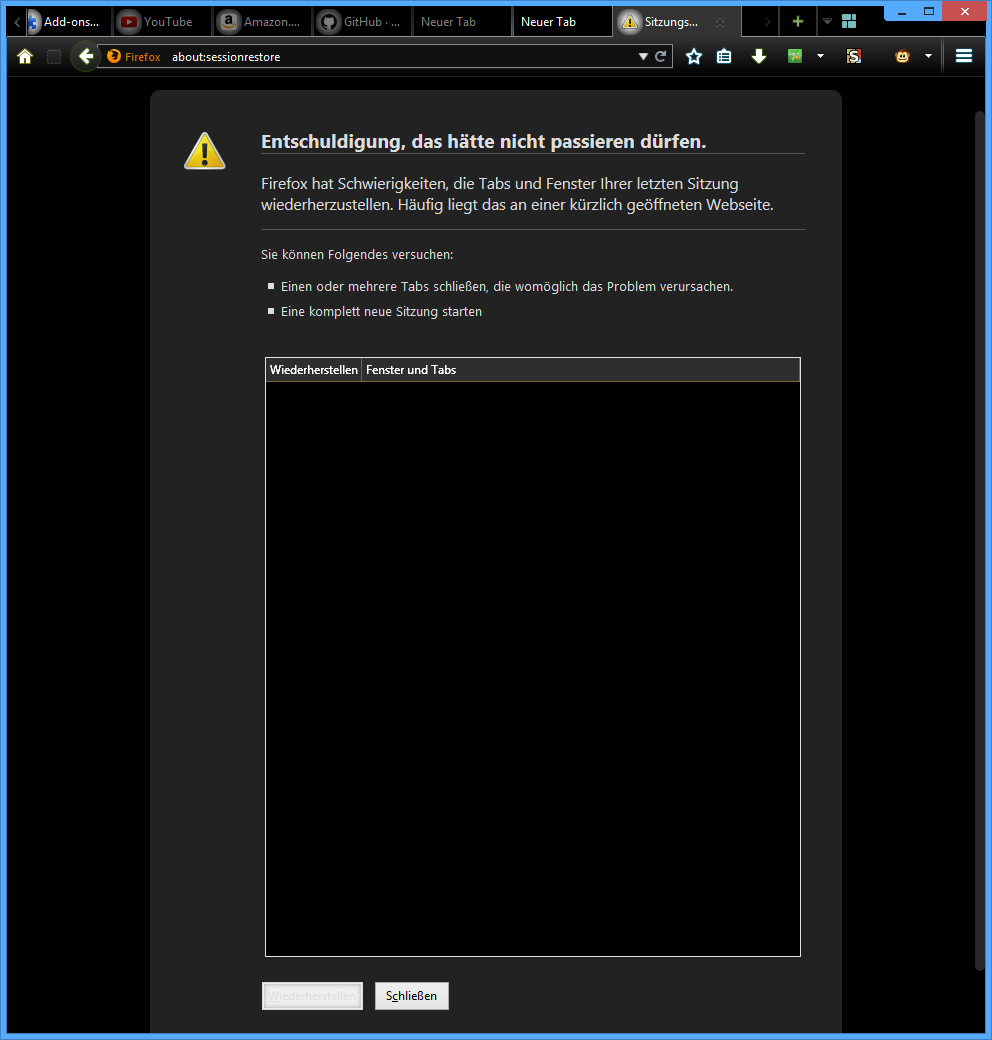 Add-ons...
YouTube
Amazon....
GitHub · ...
Neuer Tab
Neuer Tab
Sitzungs...
Firefox
about:sessionrestore
Entschuldigung, das hätte nicht passieren dürfen.
Firefox hat Schwierigkeiten, die Tabs und Fenster Ihrer letzten Sitzung
wiederherzustellen. Häufig liegt das an einer kürzlich geöffneten Webseite.
Sie können Folgendes versuchen:
Einen oder mehrere Tabs schließen, die womöglich das Problem verursachen.
Eine komplett neue Sitzung starten
Wiederherstellen
Fenster und Tabs
Wiederherstellen
Schließen